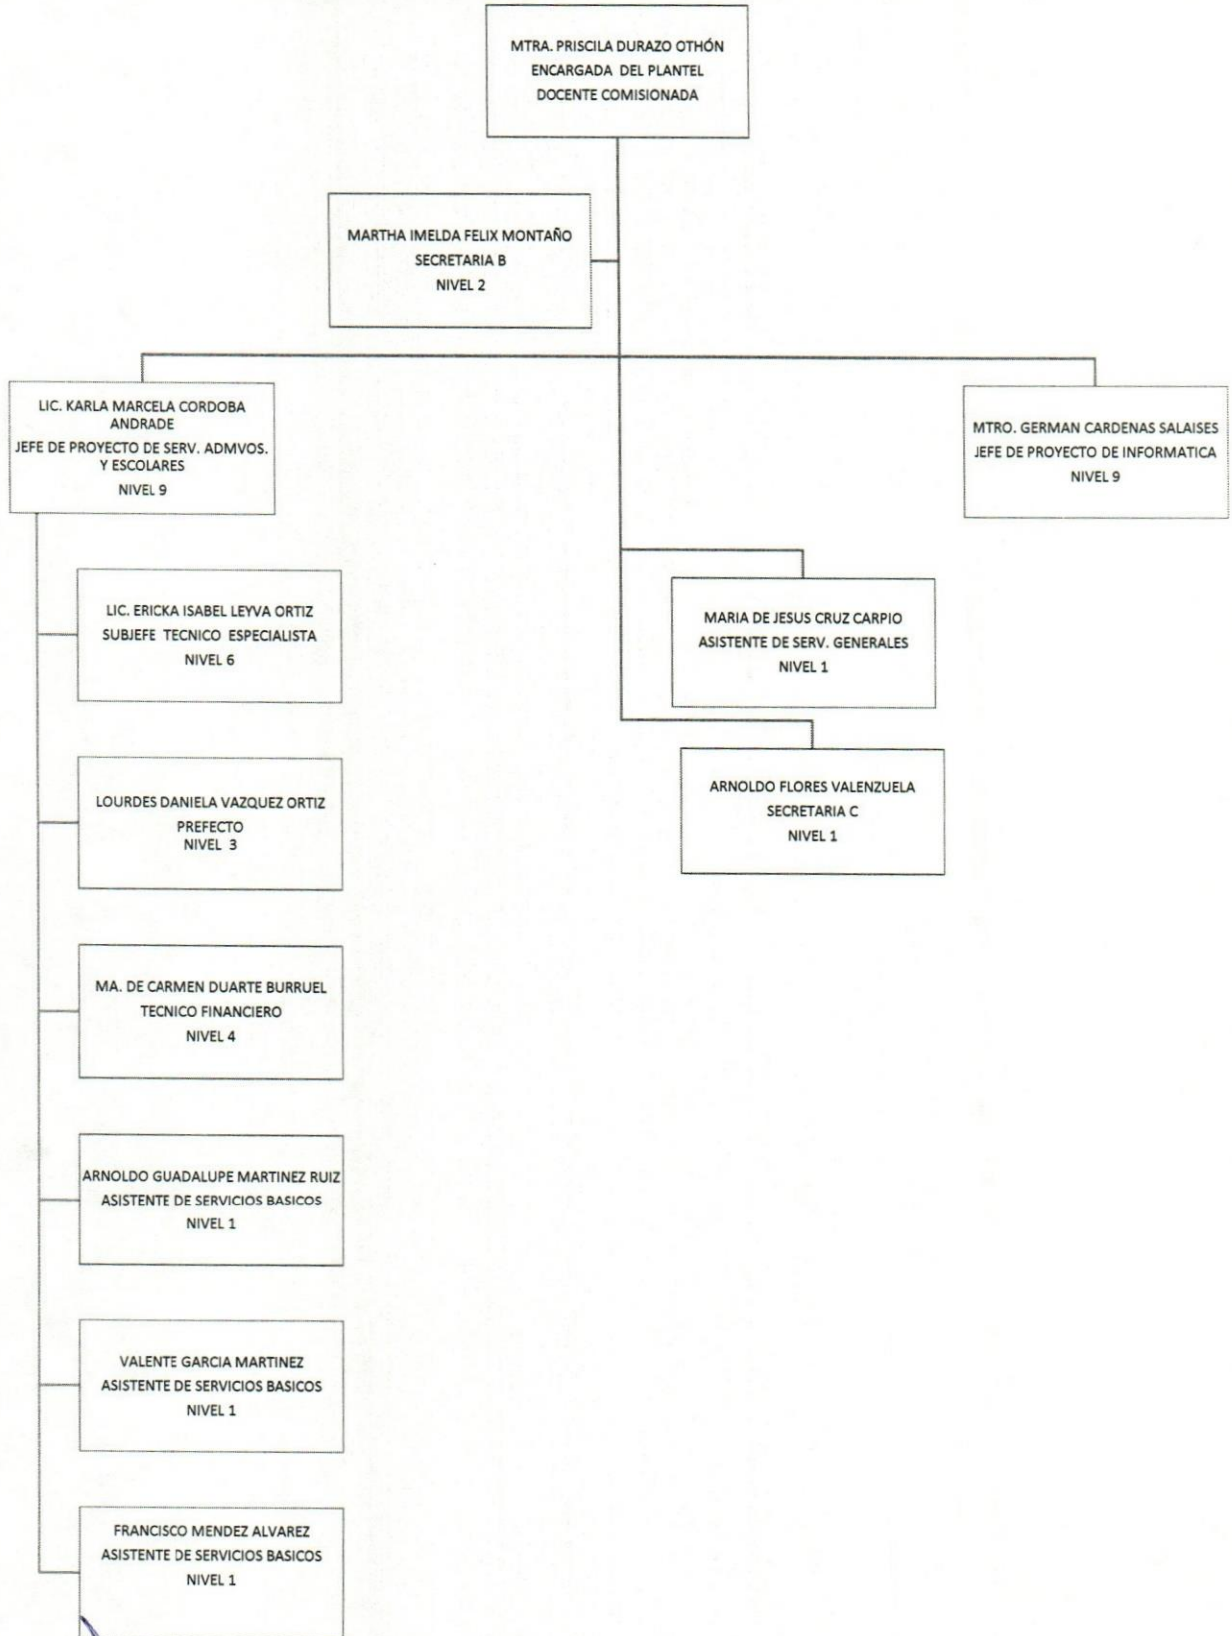 MTRA. PRISCILA DURAZO OTHÓN
ENCARGADA DEL PLANTEL
DOCENTE COMISIONADA
MARTHA IMELDA FELIX MONTAÑO
SECRETARIA B
NIVEL 2
LIC. KARLA MARCELA CORDOBA
ANDRADE
JEFE DE PROYECTO DE SERV. ADMVOS.
Y ESCOLARES
NIVEL 9
MTRO. GERMAN CARDENAS SALAISES
JEFE DE PROYECTO DE INFORMATICA
NIVEL 9
LIC. ERICKA ISABEL LEYVA ORTIZ
SUBJEFE TECNICO ESPECIALISTA
NIVEL 6
MARIA DE JESUS CRUZ CARPIO
ASISTENTE DE SERV. GENERALES
NIVEL 1
LOURDES DANIELA VAZQUEZ ORTIZ
PREFECTO
NIVEL 3
ARNOLDO FLORES VALENZUELA
SECRETARIA C
NIVEL 1
MA. DE CARMEN DUARTE BURRUEL
TECNICO FINANCIERO
NIVEL 4
ARNOLDO GUADALUPE MARTINEZ RUIZ
ASISTENTE DE SERVICIOS BASICOS
NIVEL 1
VALENTE GARCIA MARTINEZ
ASISTENTE DE SERVICIOS BASICOS
NIVEL 1
FRANCISCO MENDEZ ALVAREZ
ASISTENTE DE SERVICIOS BASICOS
NIVEL 1